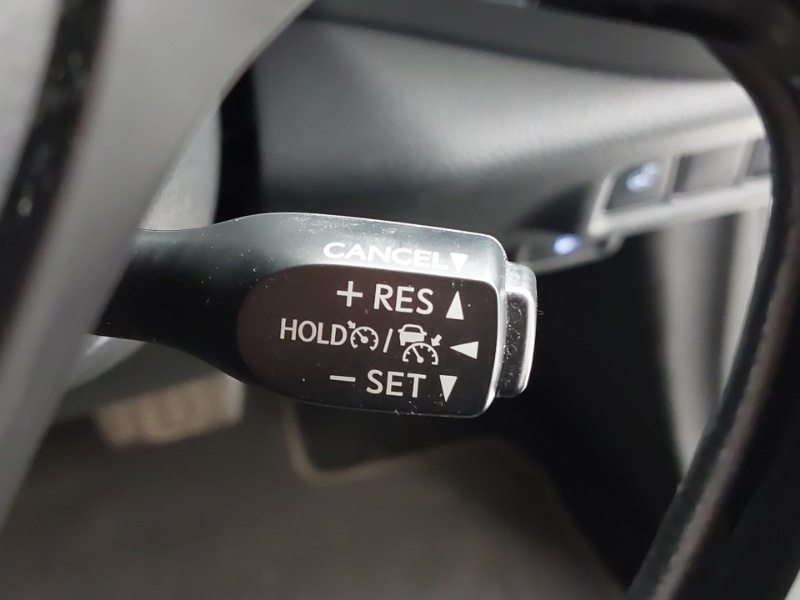 CANCEL▼
+ RES ▲
HOLD / ◀
− SET ▼